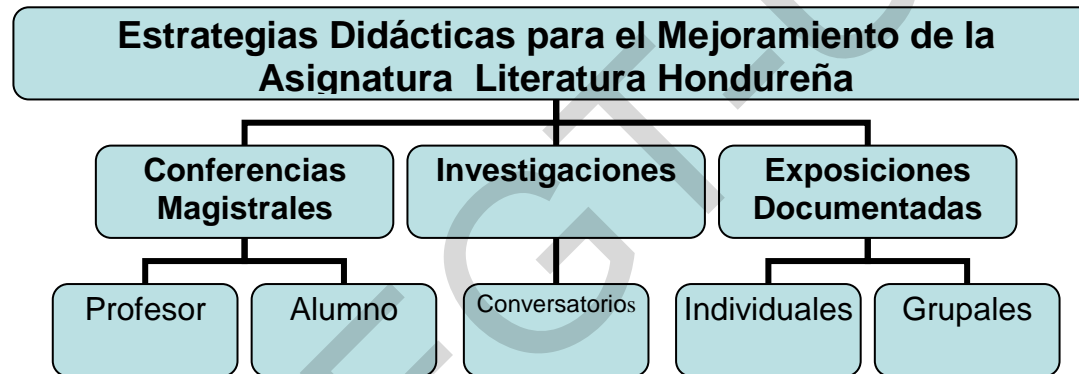 Estrategias Didácticas para el Mejoramiento de la
Asignatura Literatura Hondureña
Conferencias
Magistrales
Investigaciones
Exposiciones
Documentadas
Profesor
Alumno
Conversatorios
Individuales
Grupales